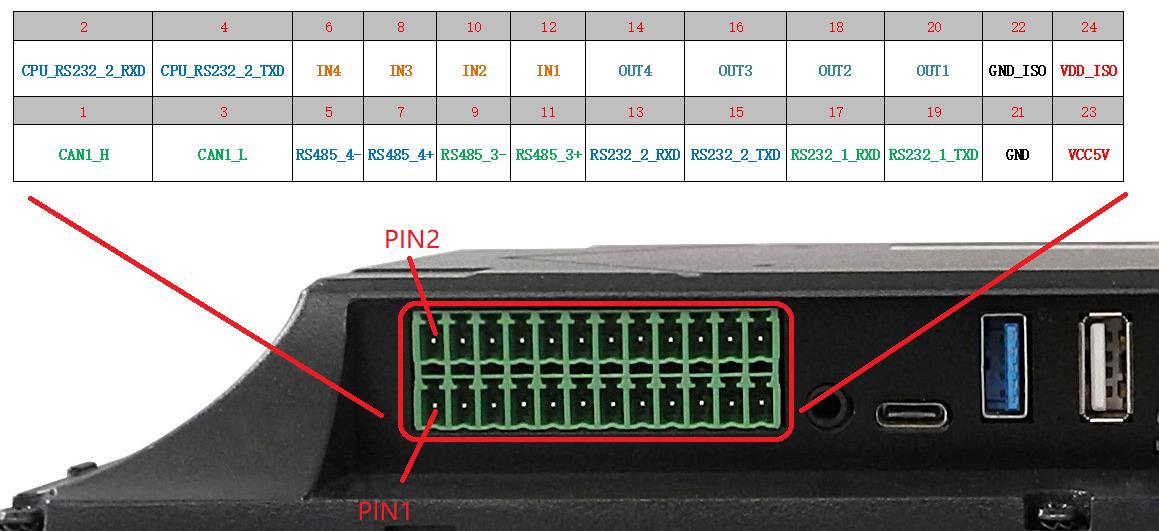 2 4 6 8 10 12 14 16 18 20 22 24
CPU_RS232_2_RXD CPU_RS232_2_TXD IN4 IN3 IN2 IN1 OUT4 OUT3 OUT2 OUT1 GND_ISO VDD_ISO
1 3 5 7 9 11 13 15 17 19 21 23
CAN1_H CAN1_L RS485_4- RS485_4+ RS485_3- RS485_3+ RS232_2_RXD RS232_2_TXD RS232_1_RXD RS232_1_TXD GND VCC5V
PIN2
PIN1